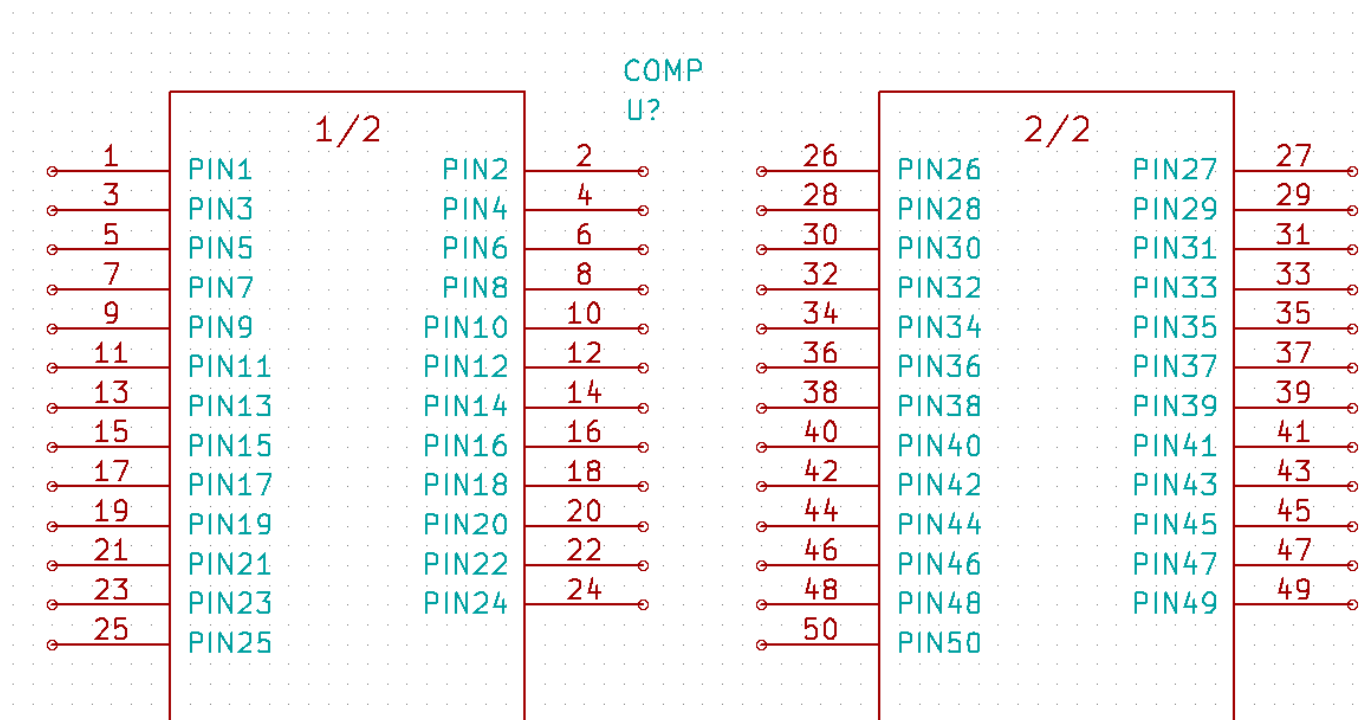 COMP
U?
1/2 2/2
1 PIN1 PIN2 2 26 PIN26 PIN27 27
3 PIN3 PIN4 4 28 PIN28 PIN29 29
5 PIN5 PIN6 6 30 PIN30 PIN31 31
7 PIN7 PIN8 8 32 PIN32 PIN33 33
9 PIN9 PIN10 10 34 PIN34 PIN35 35
11 PIN11 PIN12 12 36 PIN36 PIN37 37
13 PIN13 PIN14 14 38 PIN38 PIN39 39
15 PIN15 PIN16 16 40 PIN40 PIN41 41
17 PIN17 PIN18 18 42 PIN42 PIN43 43
19 PIN19 PIN20 20 44 PIN44 PIN45 45
21 PIN21 PIN22 22 46 PIN46 PIN47 47
23 PIN23 PIN24 24 48 PIN48 PIN49 49
25 PIN25 50 PIN50